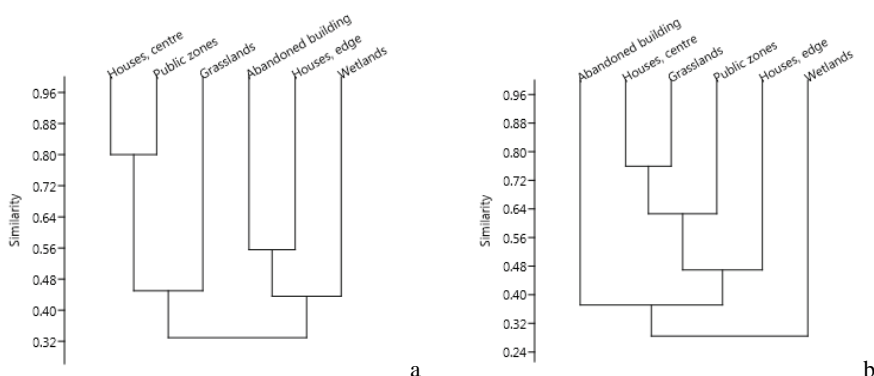 Houses, centre
Public zones
Grasslands
Abandoned building
Houses, edge
Wetlands
0.96
0.88
0.80
0.72
0.64
0.56
0.48
0.40
0.32
Similarity
a
Abandoned building
Houses, centre
Grasslands
Public zones
Houses, edge
Wetlands
0.96
0.88
0.80
0.72
0.64
0.56
0.48
0.40
0.32
0.24
Similarity
b